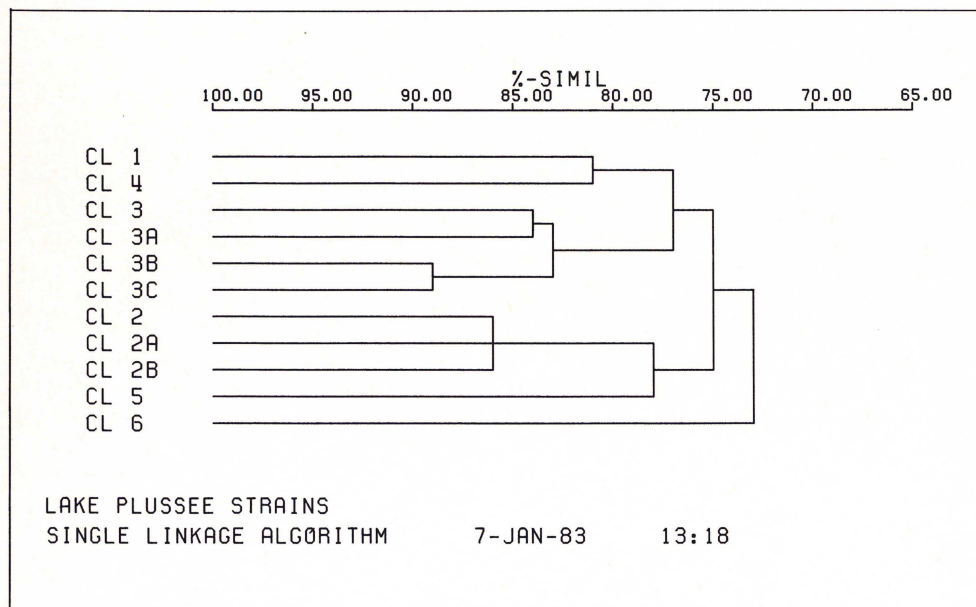 %-SIMIL
100.00 95.00 90.00 85.00 80.00 75.00 70.00 65.00
CL 1
CL 4
CL 3
CL 3A
CL 3B
CL 3C
CL 2
CL 2A
CL 2B
CL 5
CL 6
LAKE PLUSSEE STRAINS
SINGLE LINKAGE ALGØRITHM 7-JAN-83 13:18